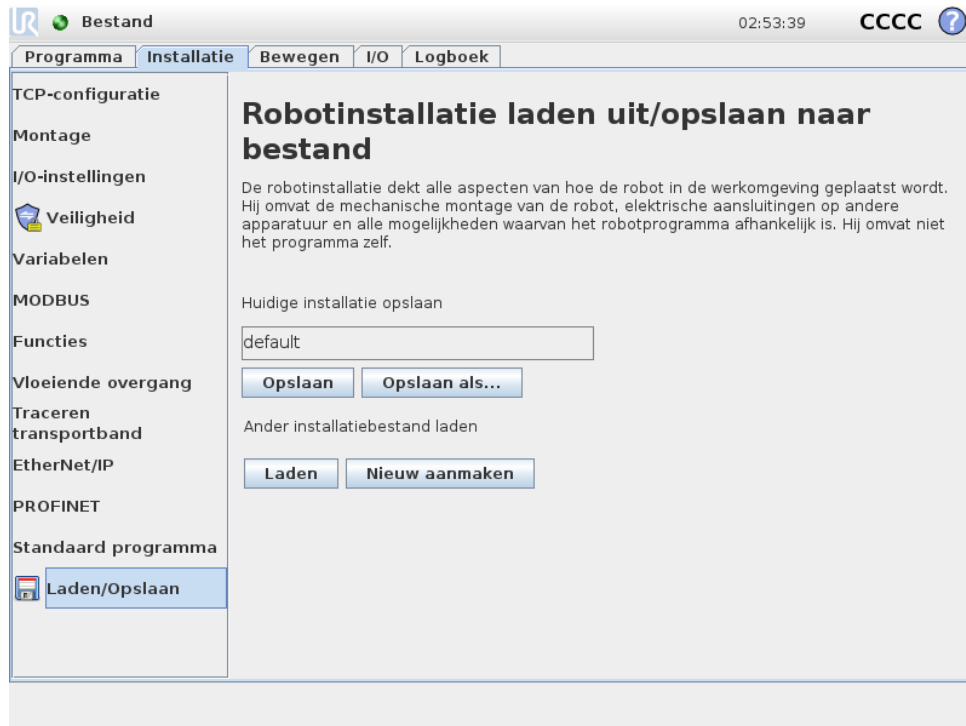 UR
Bestand
02:53:39
CCCC
?
Programma
Installatie
Bewegen
I/O
Logboek
TCP-configuratie
Montage
I/O-instellingen
Veiligheid
Variabelen
MODBUS
Functies
Vloeiende overgang
Traceren
transportband
EtherNet/IP
PROFINET
Standaard programma
Laden/Opslaan
Robotinstallatie laden uit/opslaan naar
bestand
De robotinstallatie dekt alle aspecten van hoe de robot in de werkomgeving geplaatst wordt.
Hij omvat de mechanische montage van de robot, elektrische aansluitingen op andere
apparatuur en alle mogelijkheden waarvan het robotprogramma afhankelijk is. Hij omvat niet
het programma zelf.
Huidige installatie opslaan
default
Opslaan
Opslaan als...
Ander installatiebestand laden
Laden
Nieuw aanmaken